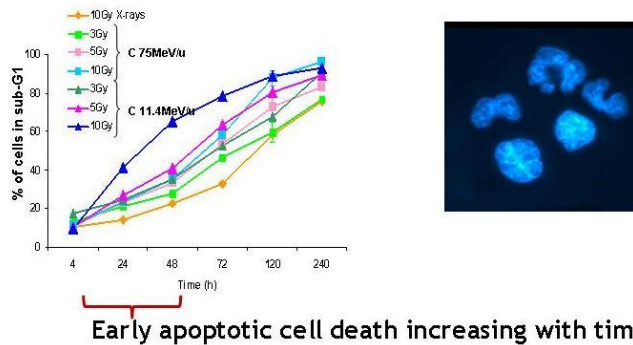 10Gy X-rays
3Gy
5Gy
C 75MeV/u
10Gy
3Gy
5Gy
C 11.4MeV/u
10Gy
% of cells in sub-G1
100
80
60
40
20
0
4 24 48 72 120 240
Time (h)
Early apoptotic cell death increasing with tim